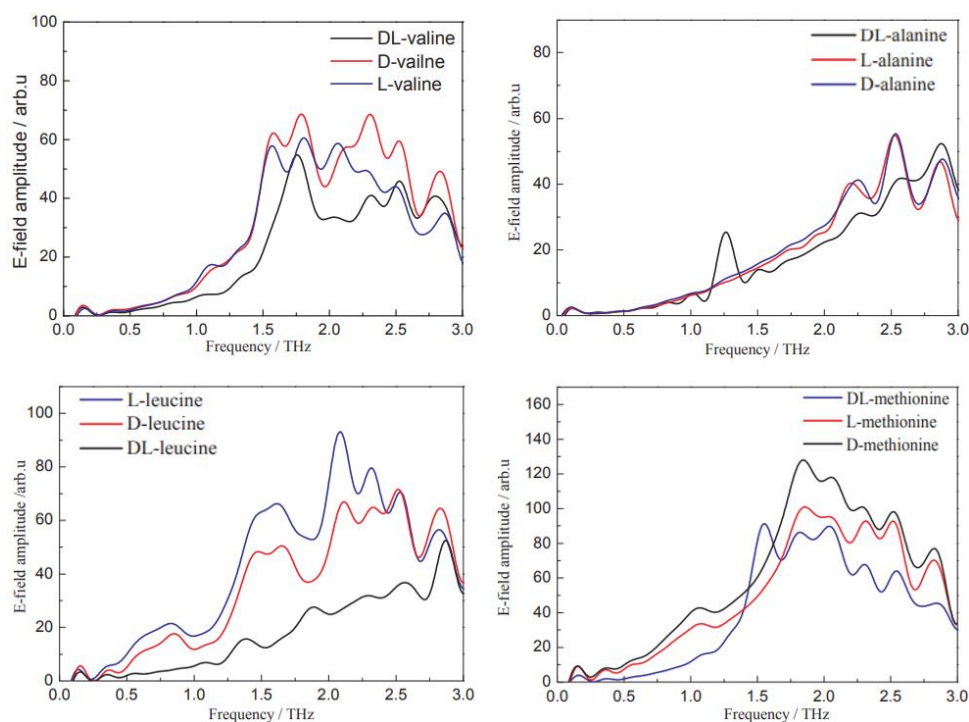 100
80
60
40
20
0
E-field amplitude / arb.u
DL-valine
D-vailne
L-valine
0.0 0.5 1.0 1.5 2.0 2.5 3.0
Frequency / THz
80
60
40
20
0
E-field amplitude / arb.u
DL-alanine
L-alanine
D-alanine
0.0 0.5 1.0 1.5 2.0 2.5 3.0
Frequency / THz
100
80
60
40
20
0
E-field amplitude /arb.u
L-leucine
D-leucine
DL-leucine
0.0 0.5 1.0 1.5 2.0 2.5 3.0
Frequency / THz
160
140
120
100
80
60
40
20
0
E-field amplitude / arb.u
DL-methionine
L-methionine
D-methionine
0.0 0.5 1.0 1.5 2.0 2.5 3.0
Frequency / THz